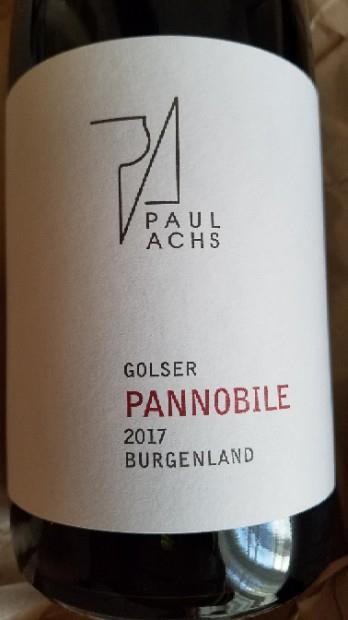 PAUL
ACHS
GOLSER
PANNOBILE
2017
BURGENLAND